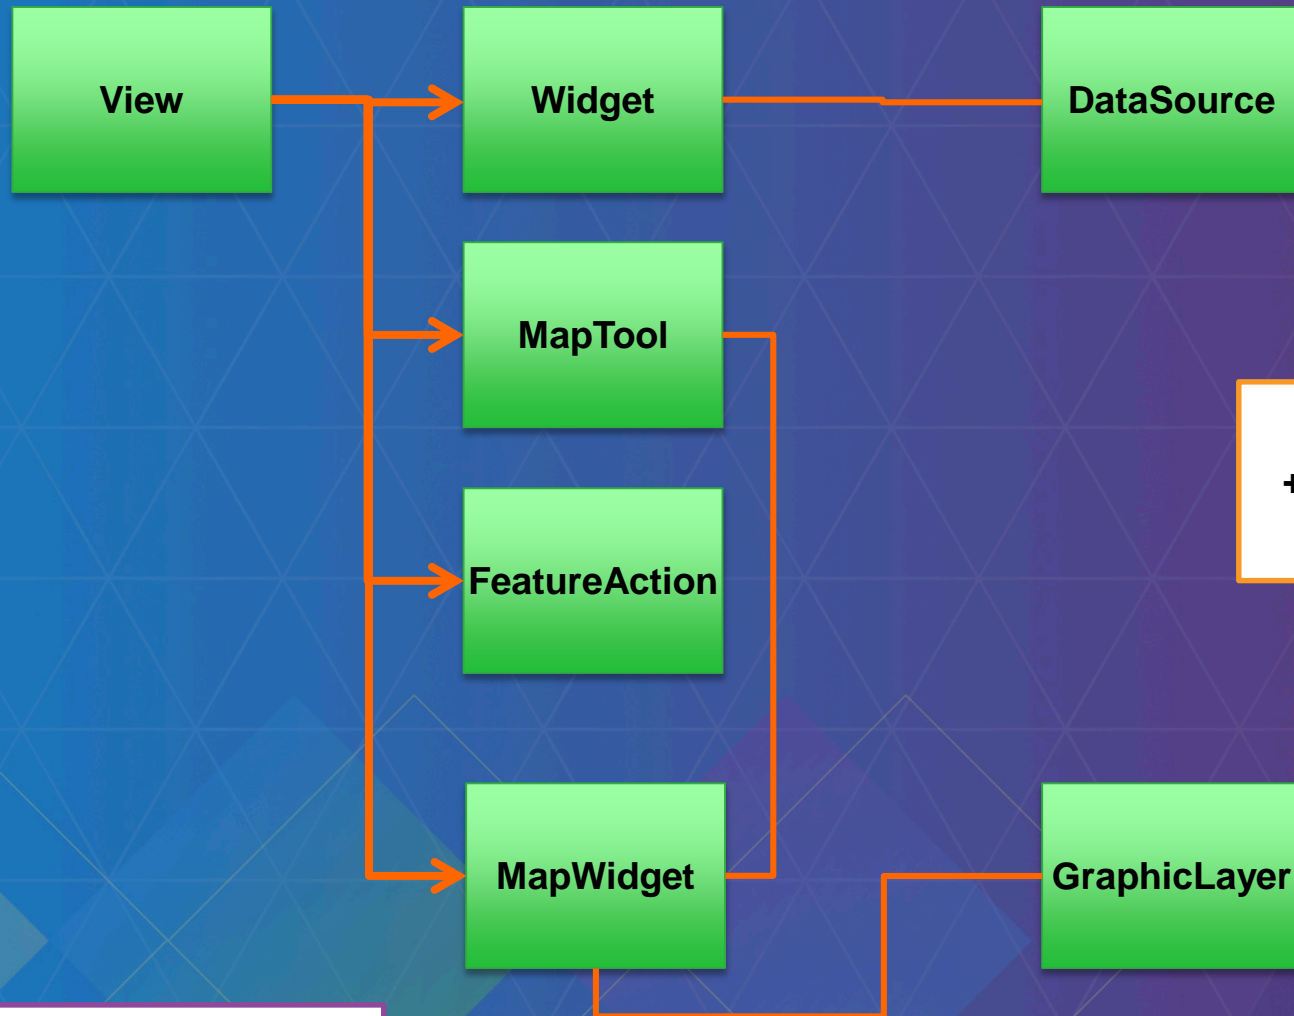 View
Widget
DataSource
MapTool
+
FeatureAction
MapWidget
GraphicLayer